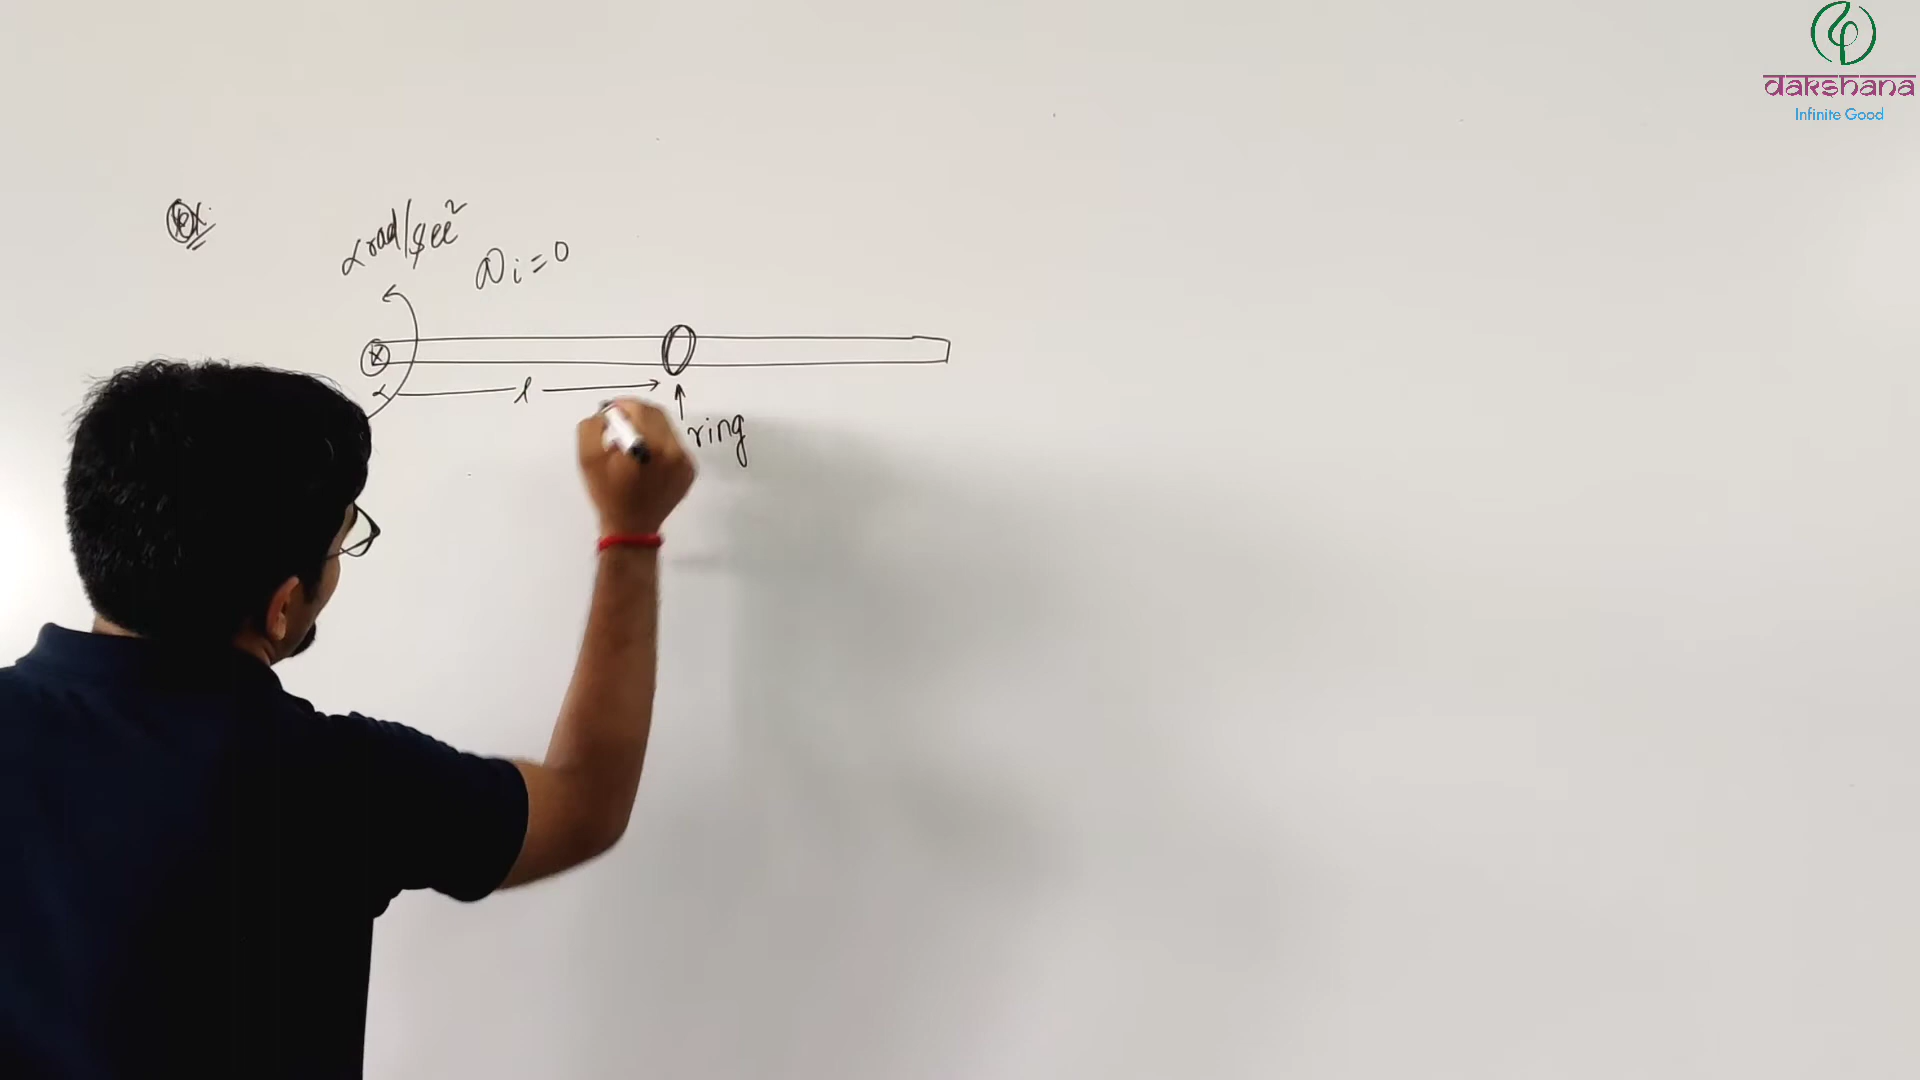 dakshana
Infinite Good
Ex.
α rad/sec²
ωi = 0
l
ring